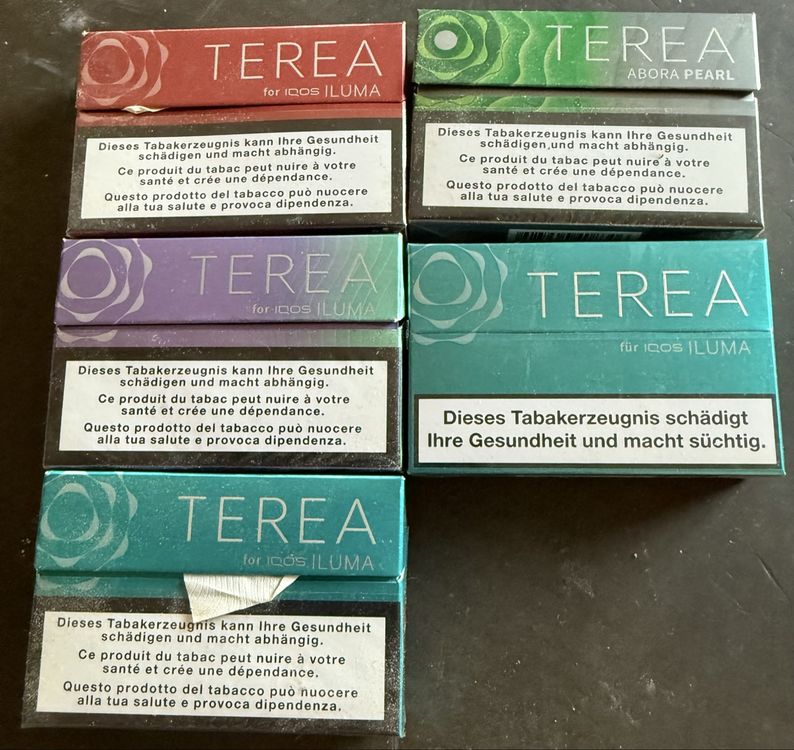 TEREA
for IQOS ILUMA
Dieses Tabakerzeugnis kann Ihre Gesundheit
schädigen und macht abhängig.
Ce produit du tabac peut nuire à votre
santé et crée une dépendance.
Questo prodotto del tabacco può nuocere
alla tua salute e provoca dipendenza.
TEREA
ABORA PEARL
Dieses Tabakerzeugnis kann Ihre Gesundheit
schädigen und macht abhängig.
Ce produit du tabac peut nuire à votre
santé et crée une dépendance.
Questo prodotto del tabacco può nuocere
alla tua salute e provoca dipendenza.
TEREA
for IQOS ILUMA
Dieses Tabakerzeugnis kann Ihre Gesundheit
schädigen und macht abhängig.
Ce produit du tabac peut nuire à votre
santé et crée une dépendance.
Questo prodotto del tabacco può nuocere
alla tua salute e provoca dipendenza.
TEREA
für IQOS ILUMA
Dieses Tabakerzeugnis schädigt
Ihre Gesundheit und macht süchtig.
TEREA
for IQOS ILUMA
Dieses Tabakerzeugnis kann Ihre Gesundheit
schädigen und macht abhängig.
Ce produit du tabac peut nuire à votre
santé et crée une dépendance.
Questo prodotto del tabacco può nuocere
alla tua salute e provoca dipendenza.